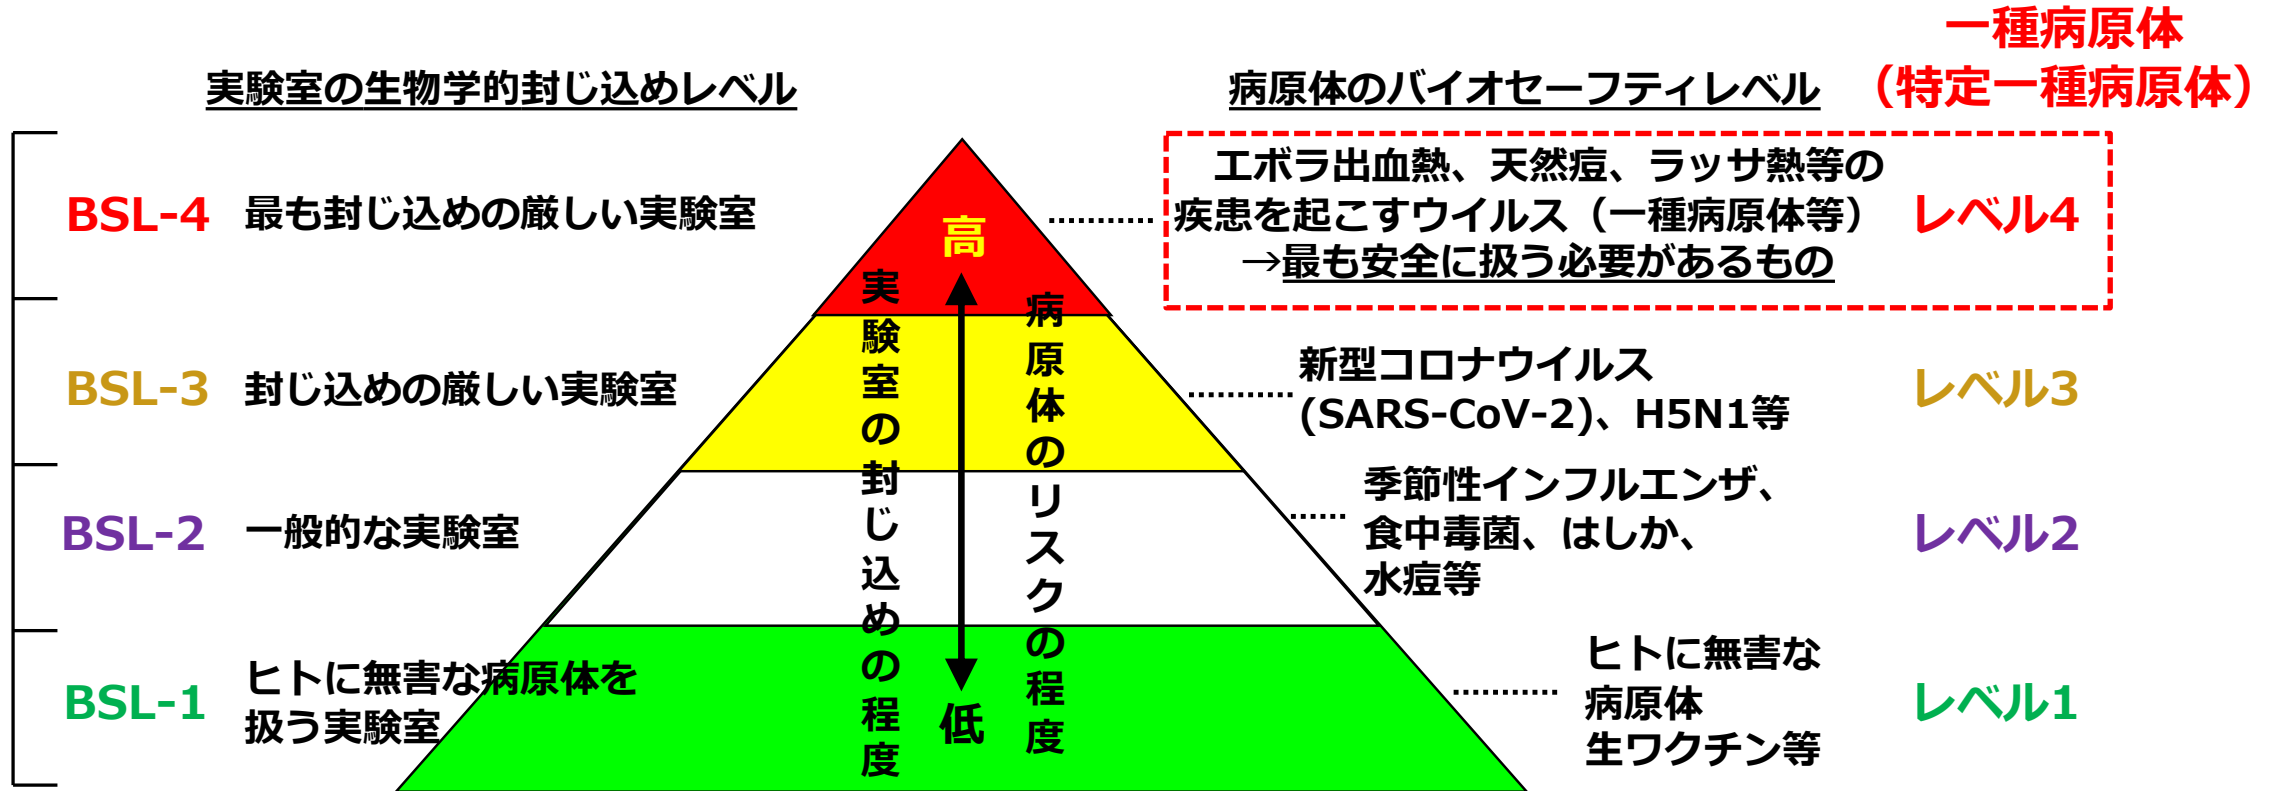 一種病原体
（特定一種病原体）
実験室の生物学的封じ込めレベル
病原体のバイオセーフティレベル
BSL-4
最も封じ込めの厳しい実験室
エボラ出血熱、天然痘、ラッサ熱等の
疾患を起こすウイルス（一種病原体等）
→最も安全に扱う必要があるもの
レベル4
BSL-3
封じ込めの厳しい実験室
新型コロナウイルス
(SARS-CoV-2)、H5N1等
レベル3
BSL-2
一般的な実験室
季節性インフルエンザ、
食中毒菌、はしか、
水痘等
レベル2
BSL-1
ヒトに無害な病原体を
扱う実験室
ヒトに無害な
病原体
生ワクチン等
レベル1
高
実験室の封じ込めの程度
病原体のリスクの程度
低